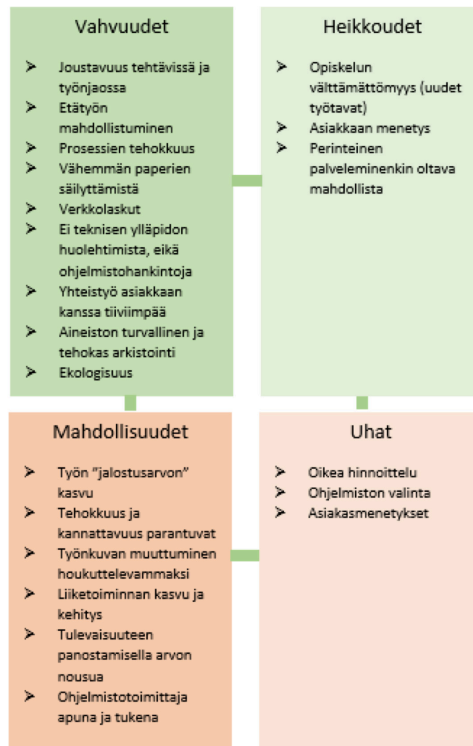 Vahvuudet
➢ Joustavuus tehtävissä ja
työnjaossa
➢ Etätyön
mahdollistuminen
➢ Prosessien tehokkuus
➢ Vähemmän paperien
säilyttämistä
➢ Verkkolaskut
➢ Ei teknisen ylläpidon
huolehtimista, eikä
ohjelmistohankintoja
➢ Yhteistyö asiakkaan
kanssa tiiviimpää
➢ Aineiston turvallinen ja
tehokas arkistointi
➢ Ekologisuus
Heikkoudet
➢ Opiskelun
välttämättömyys (uudet
työtavat)
➢ Asiakkaan menetys
➢ Perinteinen
palveleminenkin oltava
mahdollista
Mahdollisuudet
➢ Työn ”jalostusarvon”
kasvu
➢ Tehokkuus ja
kannattavuus parantuvat
➢ Työnkuvan muuttuminen
houkuttelevammaksi
➢ Liiketoiminnan kasvu ja
kehitys
➢ Tulevaisuuteen
panostamisella arvon
nousua
➢ Ohjelmistotoimittaja
apuna ja tukena
Uhat
➢ Oikea hinnoittelu
➢ Ohjelmiston valinta
➢ Asiakasmenetykset